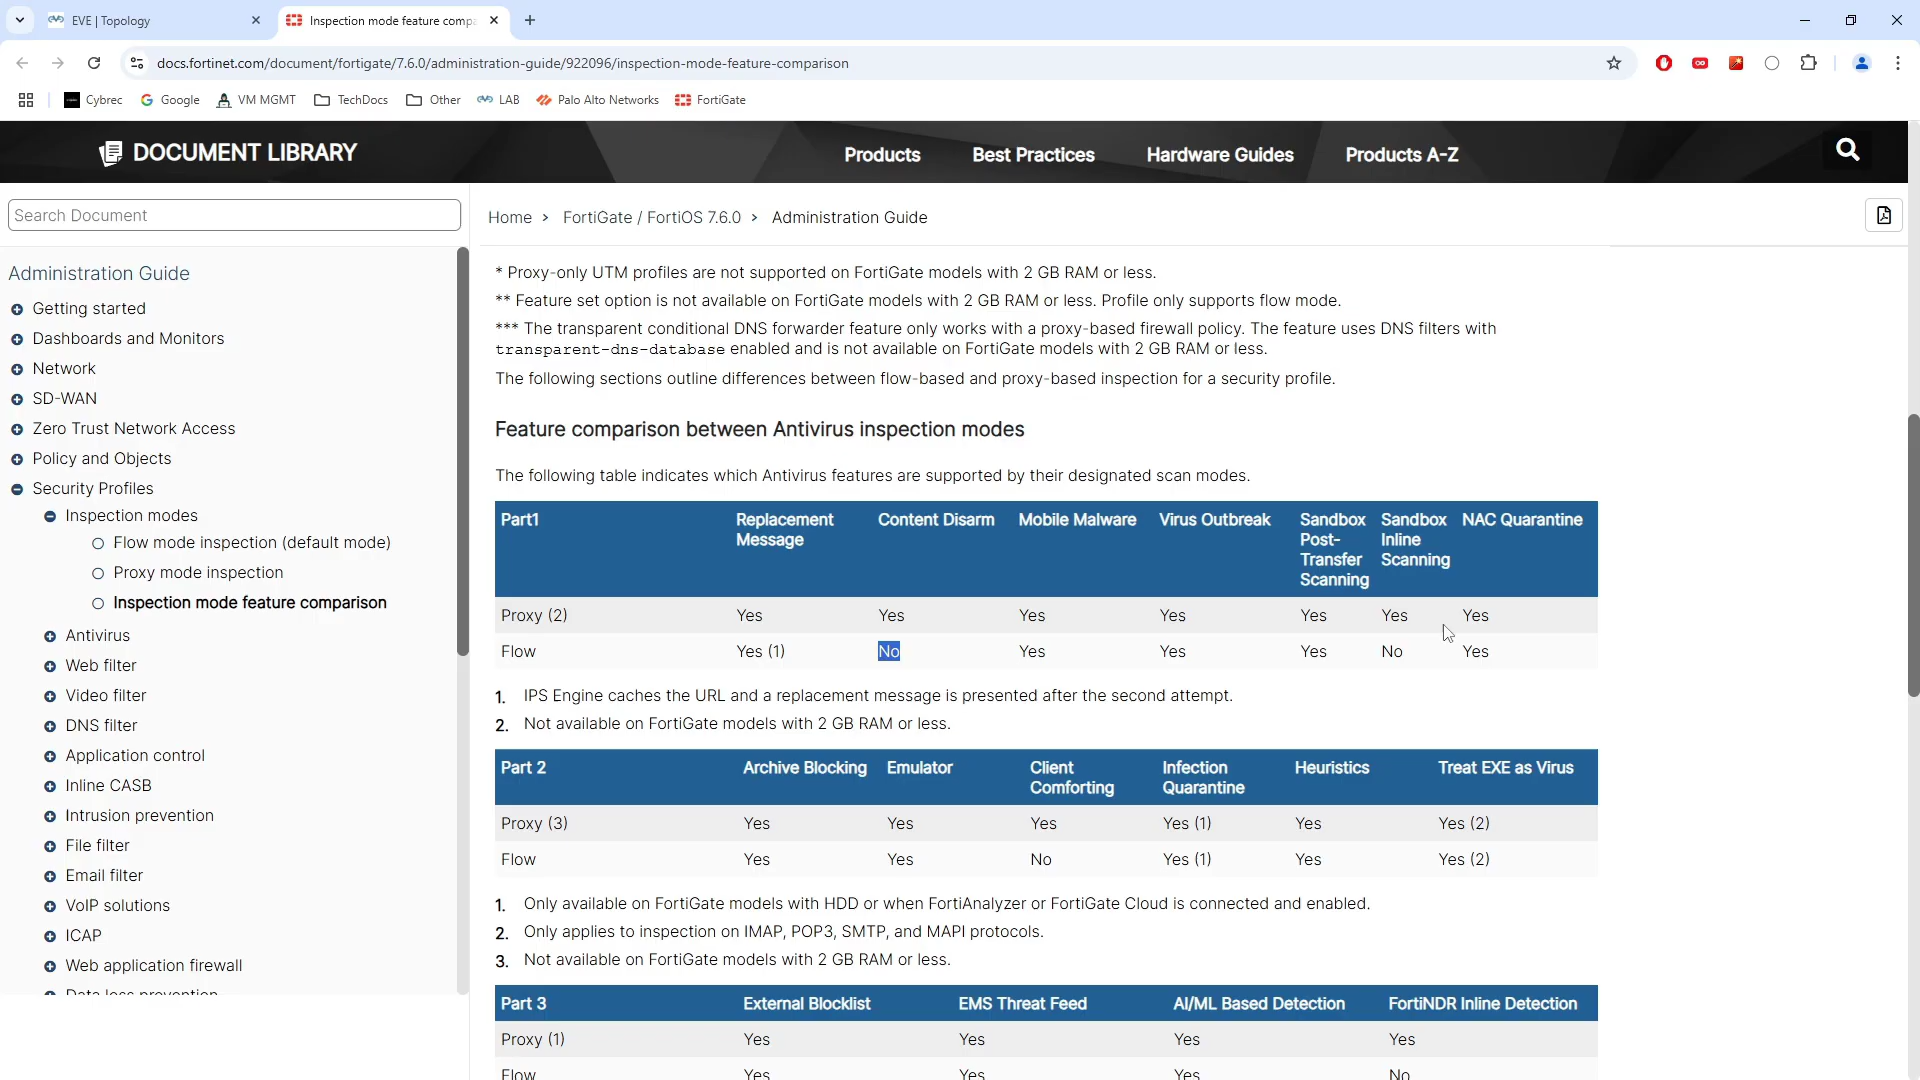 EVE | Topology
Inspection mode feature compa
docs.fortinet.com/document/fortigate/7.6.0/administration-guide/922096/inspection-mode-feature-comparison
Cybrec
Google
VM MGMT
TechDocs
Other
LAB
Palo Alto Networks
FortiGate
DOCUMENT LIBRARY
Products
Best Practices
Hardware Guides
Products A-Z
Search Document
Home > FortiGate / FortiOS 7.6.0 > Administration Guide
Administration Guide
Getting started
Dashboards and Monitors
Network
SD-WAN
Zero Trust Network Access
Policy and Objects
Security Profiles
Inspection modes
Flow mode inspection (default mode)
Proxy mode inspection
Inspection mode feature comparison
Antivirus
Web filter
Video filter
DNS filter
Application control
Inline CASB
Intrusion prevention
File filter
Email filter
VoIP solutions
ICAP
Web application firewall
Data loss prevention
* Proxy-only UTM profiles are not supported on FortiGate models with 2 GB RAM or less.
** Feature set option is not available on FortiGate models with 2 GB RAM or less. Profile only supports flow mode.
*** The transparent conditional DNS forwarder feature only works with a proxy-based firewall policy. The feature uses DNS filters with
transparent-dns-database enabled and is not available on FortiGate models with 2 GB RAM or less.
The following sections outline differences between flow-based and proxy-based inspection for a security profile.
Feature comparison between Antivirus inspection modes
The following table indicates which Antivirus features are supported by their designated scan modes.
Part1 Replacement Message Content Disarm Mobile Malware Virus Outbreak Sandbox Post-Transfer Scanning Sandbox Inline Scanning NAC Quarantine
Proxy (2) Yes Yes Yes Yes Yes Yes Yes
Flow Yes (1) No Yes Yes Yes No Yes
1. IPS Engine caches the URL and a replacement message is presented after the second attempt.
2. Not available on FortiGate models with 2 GB RAM or less.
Part 2 Archive Blocking Emulator Client Comforting Infection Quarantine Heuristics Treat EXE as Virus
Proxy (3) Yes Yes Yes Yes (1) Yes Yes (2)
Flow Yes Yes No Yes (1) Yes Yes (2)
1. Only available on FortiGate models with HDD or when FortiAnalyzer or FortiGate Cloud is connected and enabled.
2. Only applies to inspection on IMAP, POP3, SMTP, and MAPI protocols.
3. Not available on FortiGate models with 2 GB RAM or less.
Part 3 External Blocklist EMS Threat Feed AI/ML Based Detection FortiNDR Inline Detection
Proxy (1) Yes Yes Yes Yes
Flow Yes Yes Yes No